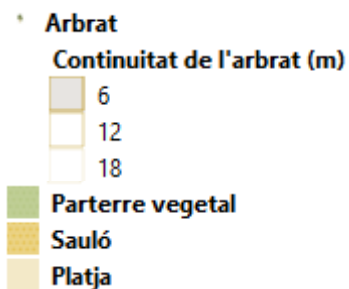 Arbrat
Continuitat de l'arbrat (m)
6
12
18
Parterre vegetal
Sauló
Platja